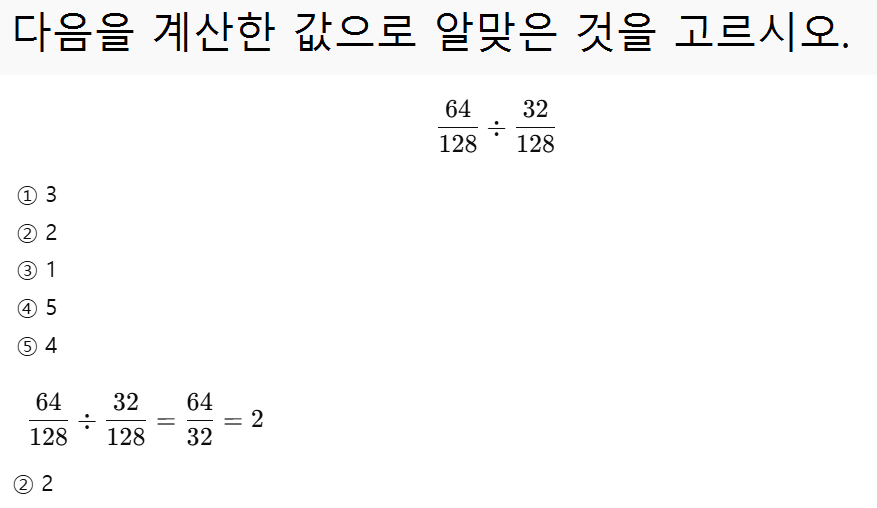 다음을 계산한 값으로 알맞은 것을 고르시오.
64/128 ÷ 32/128
① 3
② 2
③ 1
④ 5
⑤ 4
64/128 ÷ 32/128 = 64/32 = 2
② 2